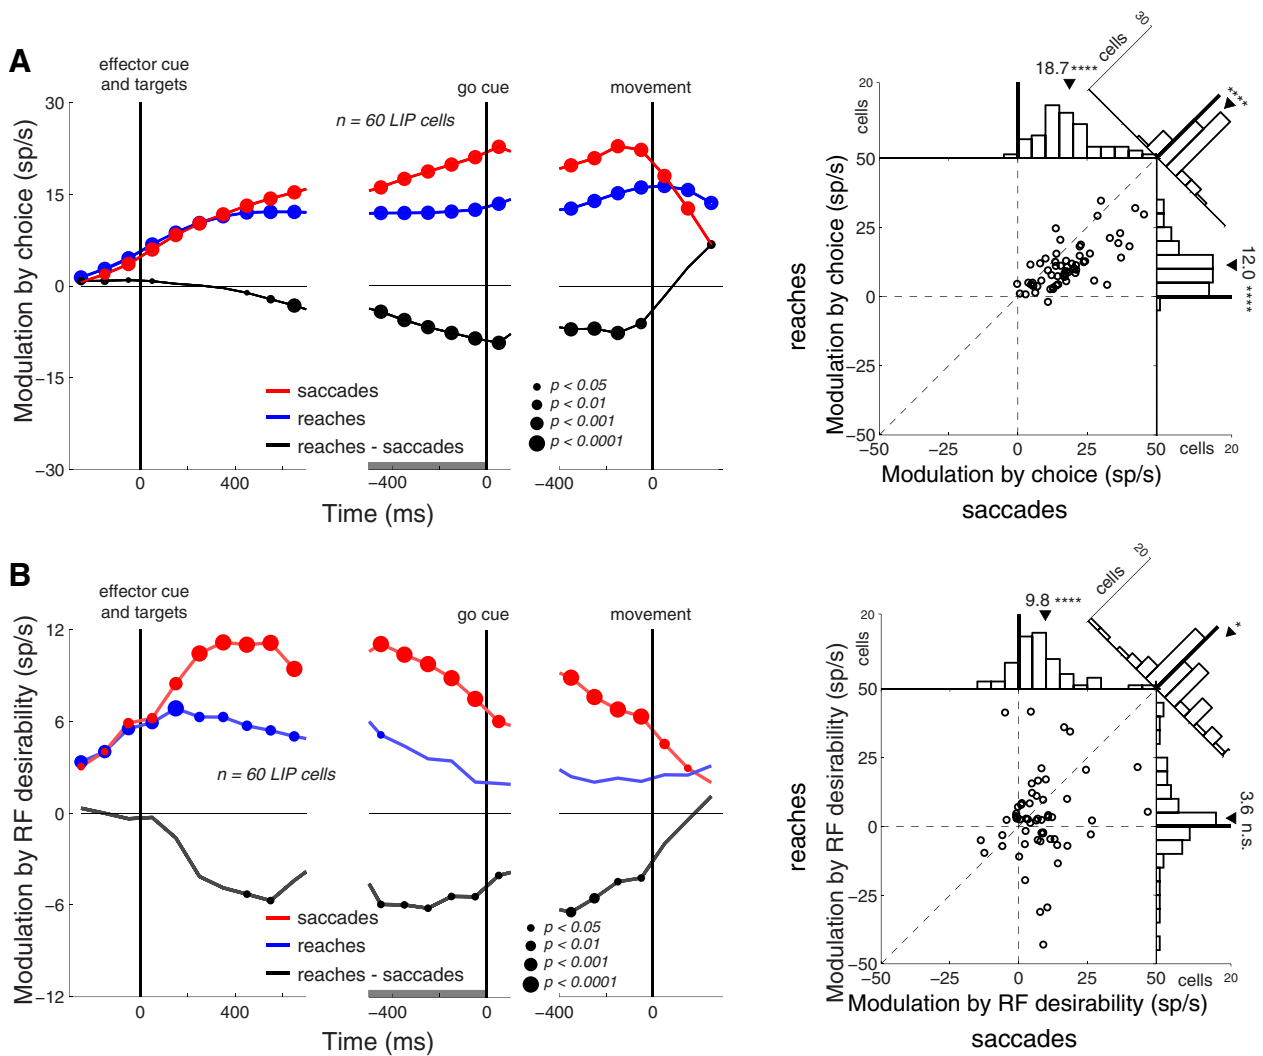 A
effector cue
and targets
go cue
movement
n = 60 LIP cells
30
15
0
−15
−30
Modulation by choice (sp/s)
saccades
reaches
reaches - saccades
p < 0.05
p < 0.01
p < 0.001
p < 0.0001
0
400
−400
0
−400
0
Time (ms)
30
cells
18.7 ****
****
20
cells
50
25
0
−25
−50
reaches
Modulation by choice (sp/s)
12.0 ****
−50
−25
0
25
50
cells
20
Modulation by choice (sp/s)
saccades
B
effector cue
and targets
go cue
movement
n = 60 LIP cells
12
6
0
−6
−12
Modulation by RF desirability (sp/s)
saccades
reaches
reaches - saccades
p < 0.05
p < 0.01
p < 0.001
p < 0.0001
0
400
−400
0
−400
0
Time (ms)
20
cells
9.8 ****
*
20
cells
50
25
0
−25
−50
reaches
Modulation by RF desirability (sp/s)
3.6 n.s.
−50
−25
0
25
50
cells
20
Modulation by RF desirability (sp/s)
saccades